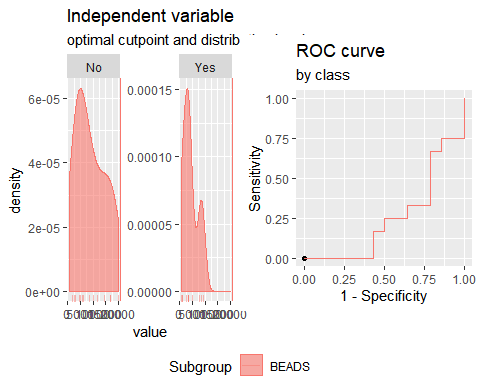 Independent variable
optimal cutpoint and distrib
No
Yes
6e-05
4e-05
2e-05
0e+00
0.00015
0.00010
0.00005
0.00000
density
value
ROC curve
by class
1.00
0.75
0.50
0.25
0.00
Sensitivity
0.00 0.25 0.50 0.75 1.00
1 - Specificity
Subgroup BEADS